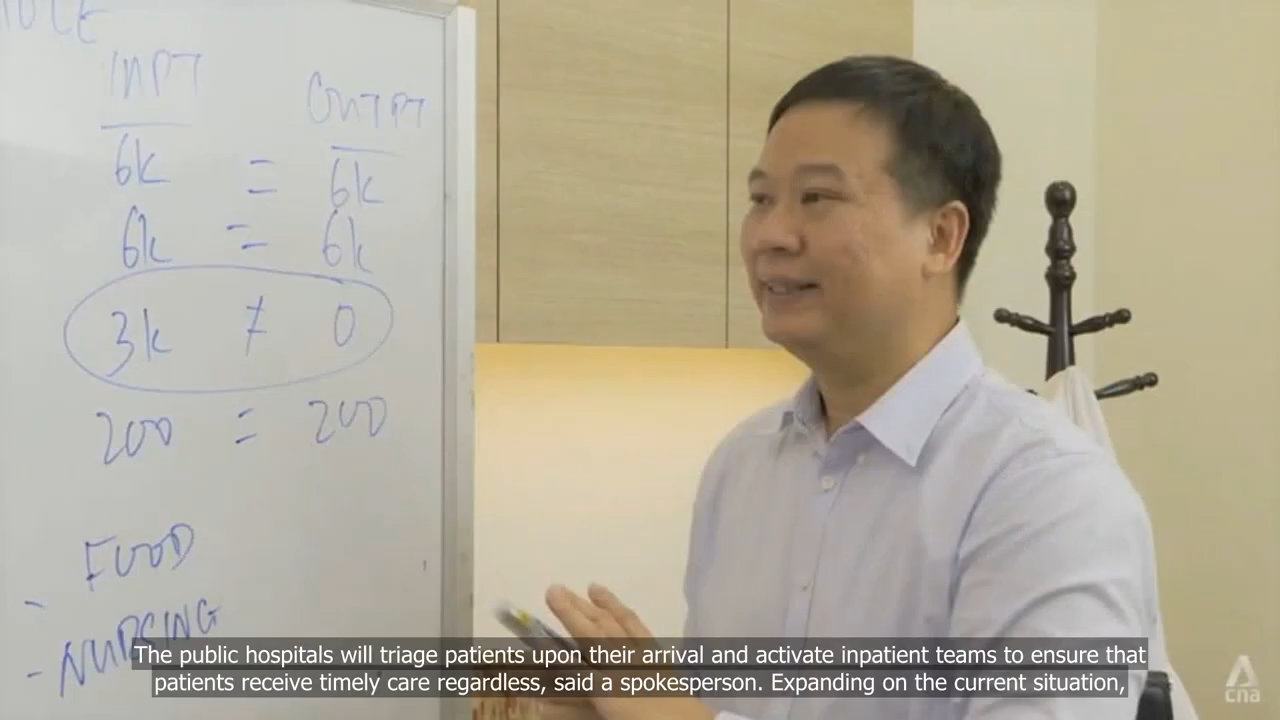 INPT OUTPT
6k = 6k
6k = 6k
3k ≠ 0
200 = 200
- FOOD
- NURSING
The public hospitals will triage patients upon their arrival and activate inpatient teams to ensure that
patients receive timely care regardless, said a spokesperson. Expanding on the current situation,
cna